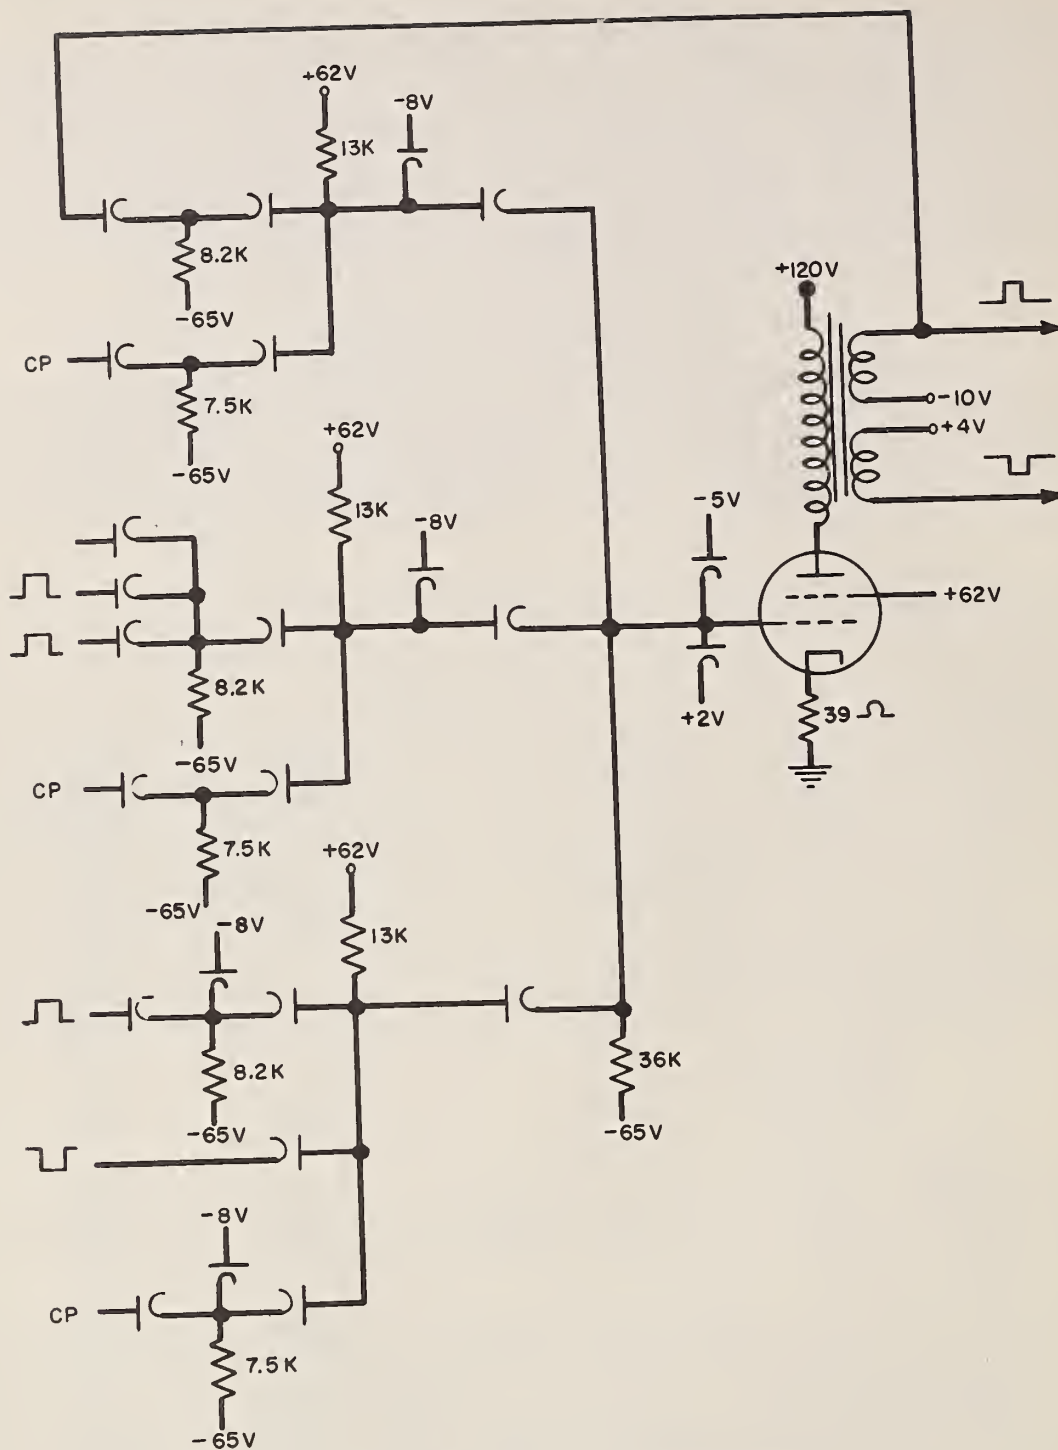 +62V
-8V
13K
8.2K
-65V
CP
7.5K
-65V
+120V
-10V
+4V
+62V
13K
-8V
-5V
+62V
8.2K
-65V
+2V
39 Ω
CP
7.5K
-65V
+62V
-8V
13K
8.2K
-65V
36K
-65V
-8V
CP
7.5K
-65V